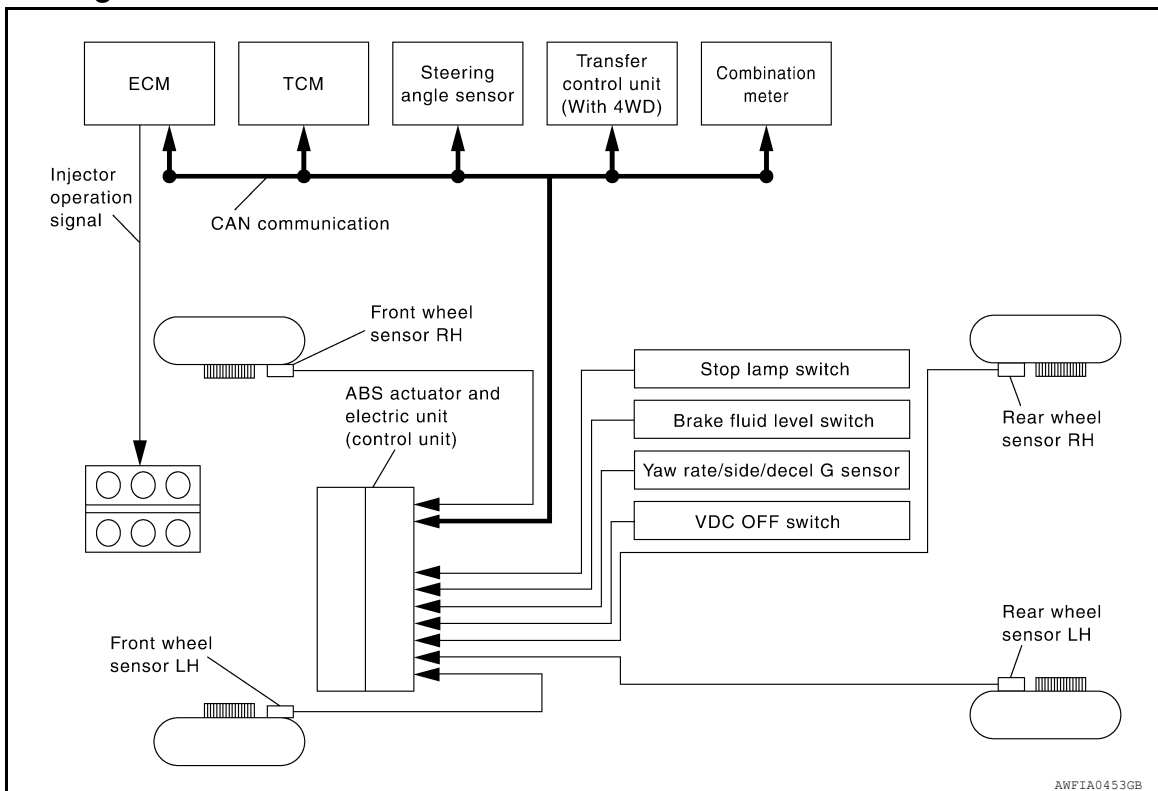 ECM
TCM
Steering
angle sensor
Transfer
control unit
(With 4WD)
Combination
meter
Injector
operation
signal
CAN communication
Front wheel
sensor RH
ABS actuator and
electric unit
(control unit)
Stop lamp switch
Brake fluid level switch
Yaw rate/side/decel G sensor
VDC OFF switch
Rear wheel
sensor RH
Front wheel
sensor LH
Rear wheel
sensor LH
AWFIA0453GB